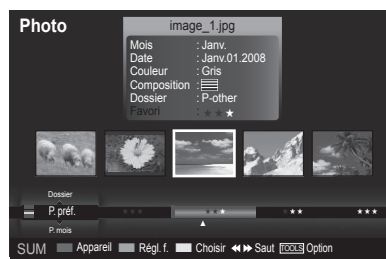 Photo
image_1.jpg
Mois : Janv.
Date : Janv.01.2008
Couleur : Gris
Composition :
Dossier : P-other
Favori : ★★★
Dossier
P. préf. ★★★ ★★★ ★★ ★★★
P. mois
SUM Appareil Régl. f. Choisir Saut TOOLS Option